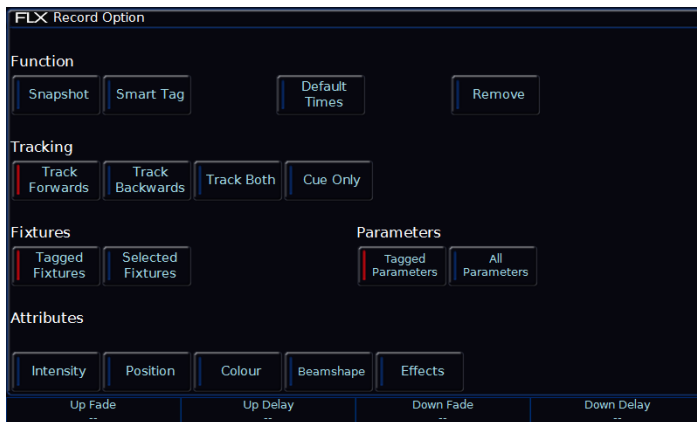 FLX Record Option
Function
Snapshot Smart Tag Default Times Remove
Tracking
Track Forwards Track Backwards Track Both Cue Only
Fixtures Parameters
Tagged Fixtures Selected Fixtures Tagged Parameters All Parameters
Attributes
Intensity Position Colour Beamshape Effects
Up Fade Up Delay Down Fade Down Delay
-- -- -- --